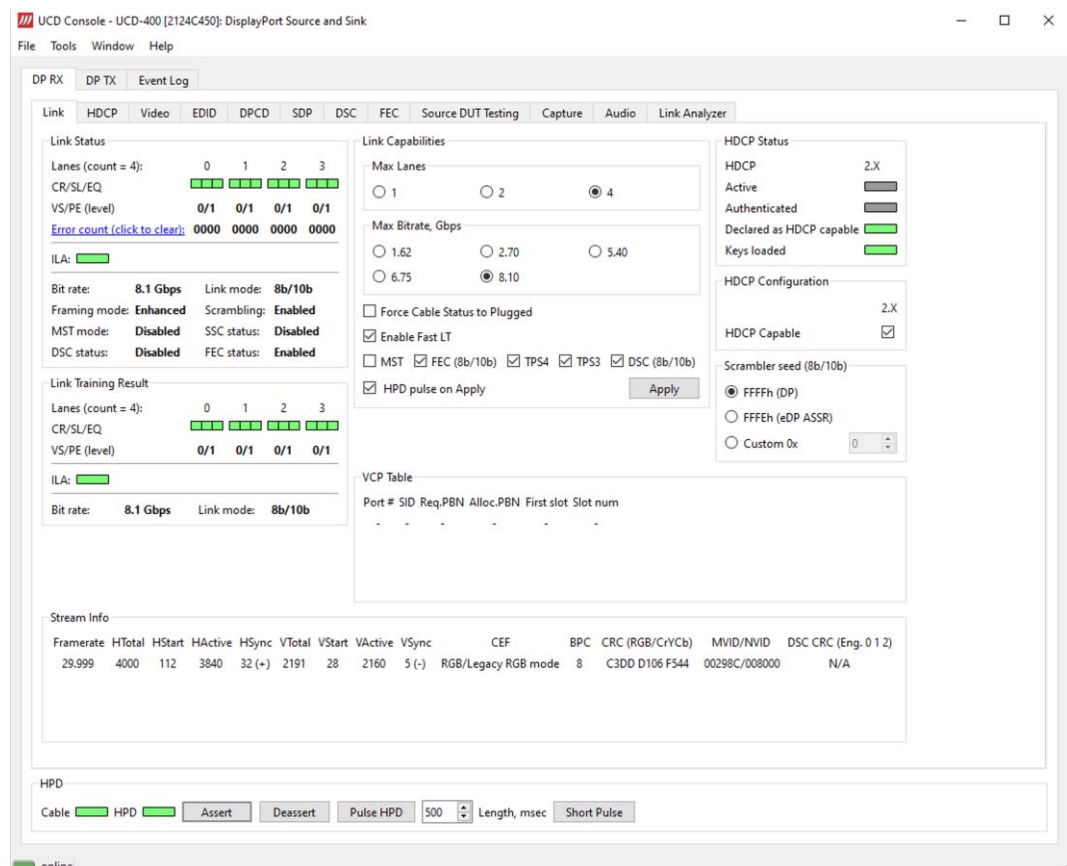 UCD Console - UCD-400 [2124C450]: DisplayPort Source and Sink
File Tools Window Help
DP RX DP TX Event Log
Link HDCP Video EDID DPCD SDP DSC FEC Source DUT Testing Capture Audio Link Analyzer
Link Status
Lanes (count = 4): 0 1 2 3
CR/SL/EQ
VS/PE (level) 0/1 0/1 0/1 0/1
Error count (click to clear): 0000 0000 0000 0000
ILA:
Bit rate: 8.1 Gbps Link mode: 8b/10b
Framing mode: Enhanced Scrambling: Enabled
MST mode: Disabled SSC status: Disabled
DSC status: Disabled FEC status: Enabled
Link Training Result
Lanes (count = 4): 0 1 2 3
CR/SL/EQ
VS/PE (level) 0/1 0/1 0/1 0/1
ILA:
Bit rate: 8.1 Gbps Link mode: 8b/10b
Link Capabilities
Max Lanes
1 2 4
Max Bitrate, Gbps
1.62 2.70 5.40
6.75 8.10
Force Cable Status to Plugged
Enable Fast LT
MST FEC (8b/10b) TPS4 TPS3 DSC (8b/10b)
HPD pulse on Apply Apply
VCP Table
Port # SID Req.PBN Alloc.PBN First slot Slot num
- - - - - -
HDCP Status
HDCP 2.X
Active
Authenticated
Declared as HDCP capable
Keys loaded
HDCP Configuration
2.X
HDCP Capable
Scrambler seed (8b/10b)
FFFFh (DP)
FFFEh (eDP ASSR)
Custom 0x 0
Stream Info
Framerate HTotal HStart HActive HSync VTotal VStart VActive VSync CEF BPC CRC (RGB/CrYCb) MVID/NVID DSC CRC (Eng. 0 1 2)
29.999 4000 112 3840 32 (+) 2191 28 2160 5 (-) RGB/Legacy RGB mode 8 C3DD D106 F544 00298C/008000 N/A
HPD
Cable HPD Assert Deassert Pulse HPD 500 Length, msec Short Pulse